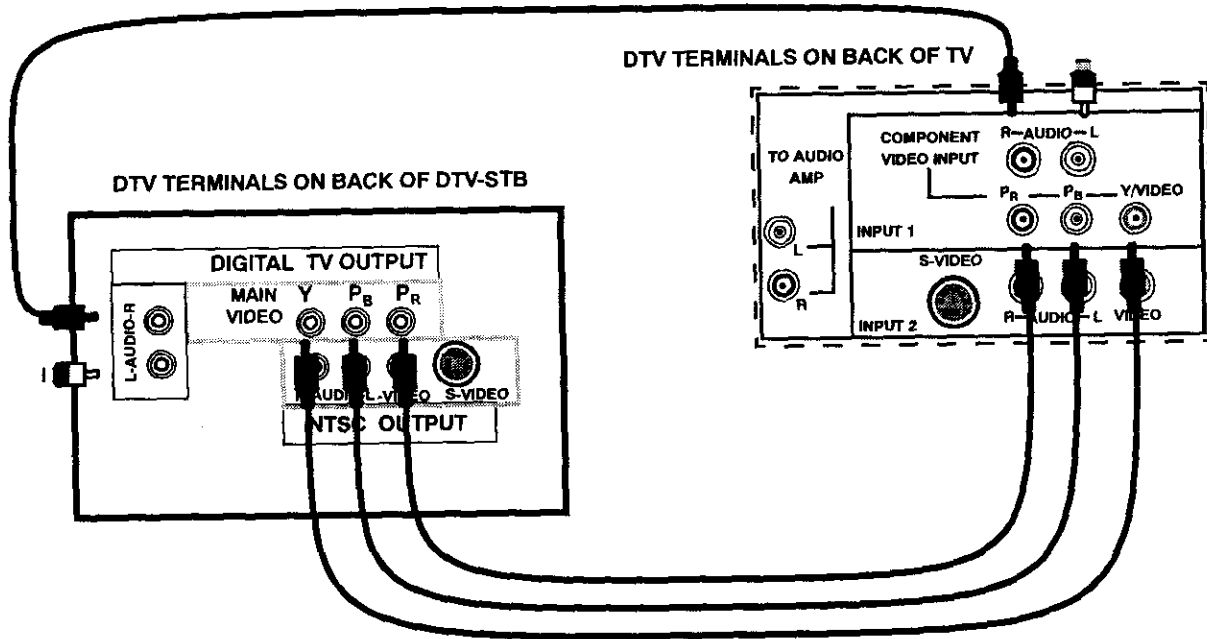 DTV TERMINALS ON BACK OF TV
R-AUDIO-L
COMPONENT
VIDEO INPUT
TO AUDIO
AMP
PR PB Y/VIDEO
INPUT 1
L
R
S-VIDEO
R-AUDIO-L VIDEO
INPUT 2
DTV TERMINALS ON BACK OF DTV-STB
DIGITAL TV OUTPUT
MAIN
VIDEO
Y PB PR
L-AUDIO-R
AUDIO-L-VIDEO S-VIDEO
NTSC OUTPUT